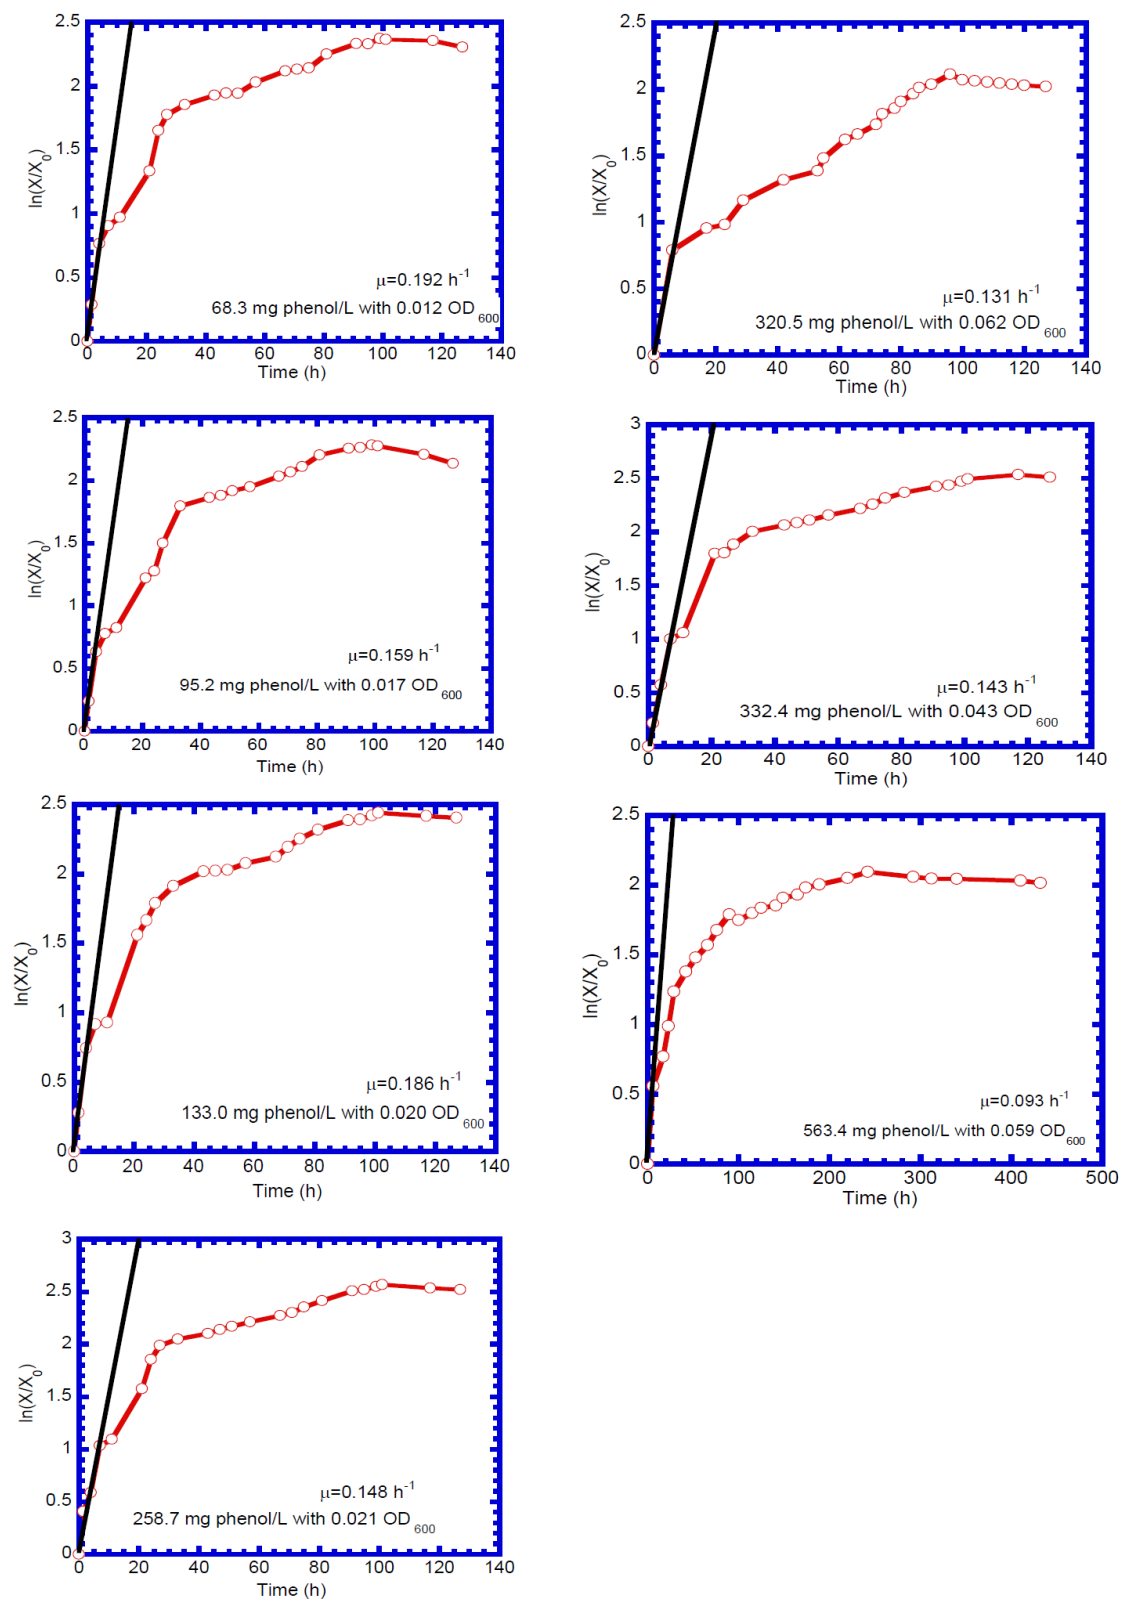 2.5
2
1.5
1
0.5
0
ln(X/X0)
μ=0.192 h-1
68.3 mg phenol/L with 0.012 OD600
0 20 40 60 80 100 120 140
Time (h)
2.5
2
1.5
1
0.5
0
ln(X/X0)
μ=0.131 h-1
320.5 mg phenol/L with 0.062 OD600
0 20 40 60 80 100 120 140
Time (h)
2.5
2
1.5
1
0.5
0
ln(X/X0)
μ=0.159 h-1
95.2 mg phenol/L with 0.017 OD600
0 20 40 60 80 100 120 140
Time (h)
3
2.5
2
1.5
1
0.5
0
ln(X/X0)
μ=0.143 h-1
332.4 mg phenol/L with 0.043 OD600
0 20 40 60 80 100 120 140
Time (h)
2.5
2
1.5
1
0.5
0
ln(X/X0)
μ=0.186 h-1
133.0 mg phenol/L with 0.020 OD600
0 20 40 60 80 100 120 140
Time (h)
2.5
2
1.5
1
0.5
0
ln(X/X0)
μ=0.093 h-1
563.4 mg phenol/L with 0.059 OD600
0 100 200 300 400 500
Time (h)
3
2.5
2
1.5
1
0.5
0
ln(X/X0)
μ=0.148 h-1
258.7 mg phenol/L with 0.021 OD600
0 20 40 60 80 100 120 140
Time (h)